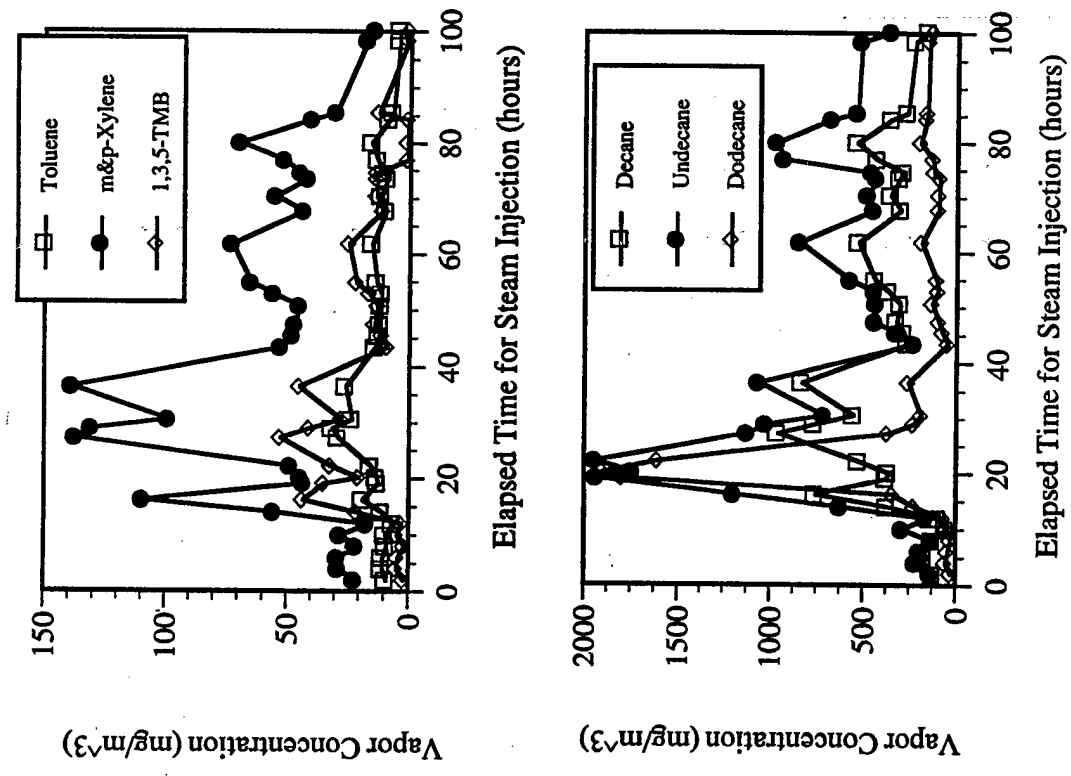 Vapor Concentration (mg/m^3)
2000
1500
1000
500
0
Decane
Undecane
Dodecane
0 20 40 60 80 100
Elapsed Time for Steam Injection (hours)
Vapor Concentration (mg/m^3)
150
100
50
0
Toluene
m&p-Xylene
1,3,5-TMB
0 20 40 60 80 100
Elapsed Time for Steam Injection (hours)